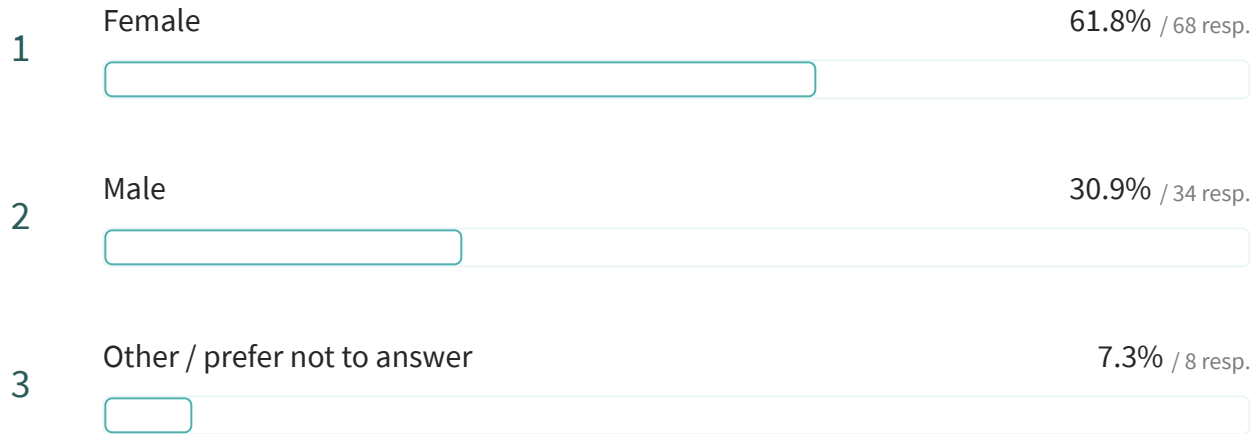 1
Female
61.8% / 68 resp.
2
Male
30.9% / 34 resp.
3
Other / prefer not to answer
7.3% / 8 resp.